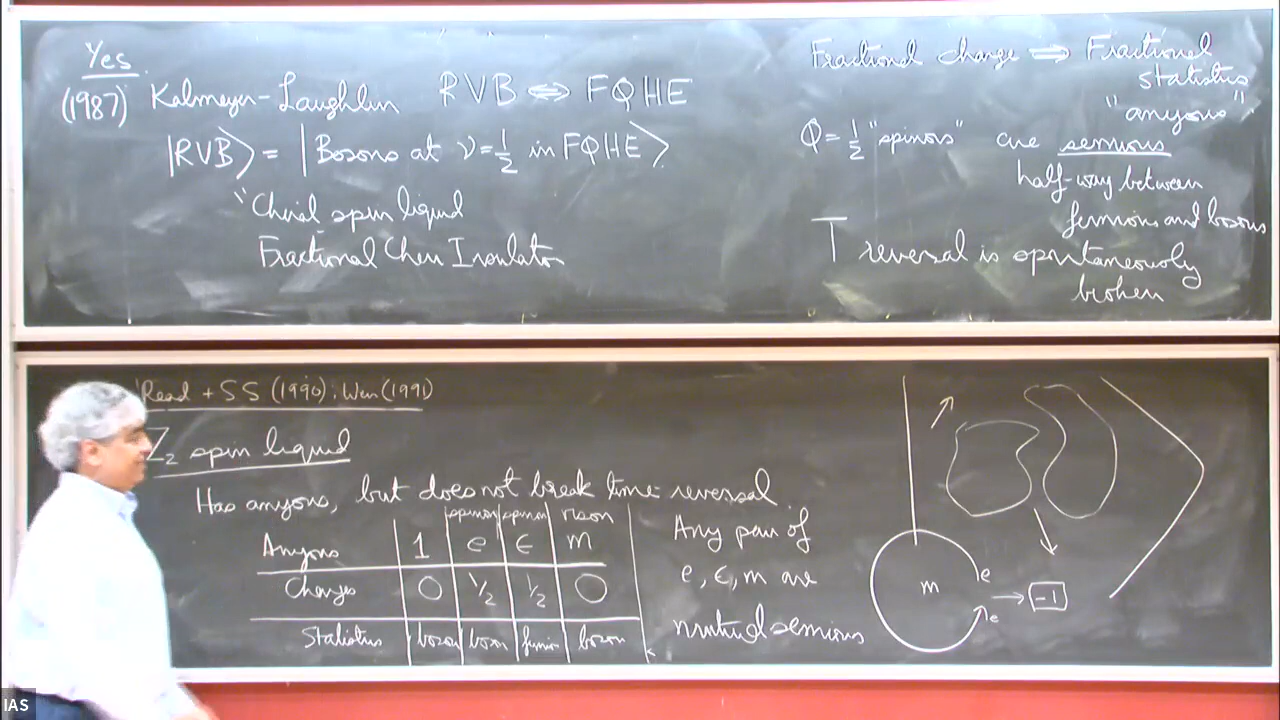 Yes
(1987) Kalmeyer-Laughlin RVB ⟺ FQHE
|RVB⟩ = |Bosons at ν=1/2 in FQHE⟩
"Chiral spin liquid
Fractional Chern Insulator
Fractional charge ⟹ Fractional
statistics
"anyons"
Q=1/2 "spinors" are semions
half-way between
fermions and bosons
T reversal is spontaneously
broken
Read + SS (1990); Wen (1991)
Z2 spin liquid
Has anyons, but does not break time-reversal
spinon spinon vison
Anyons 1 e ε m
Charges 0 1/2 1/2 0
Statistics boson boson fermion boson
Any pair of
e, ε, m are
mutual semions
m
e
e
→ -1
IAS